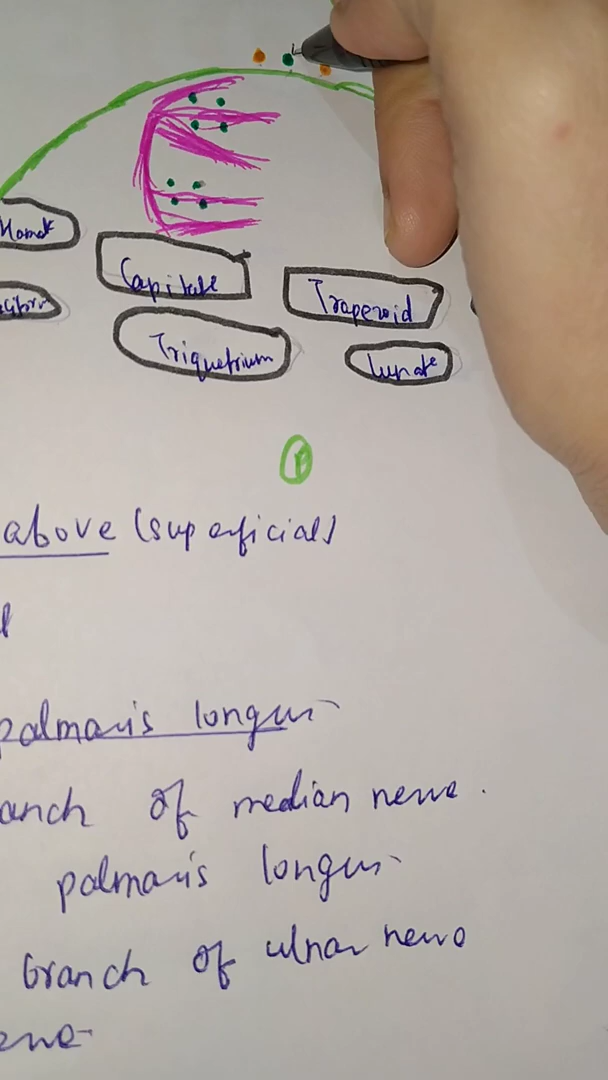 Hamat
Capitate
Trapezoid
Triquetrium
Lunate
above (superficial)
palmaris longus
anch of median nerve.
palmaris longus
branch of ulnar nerve